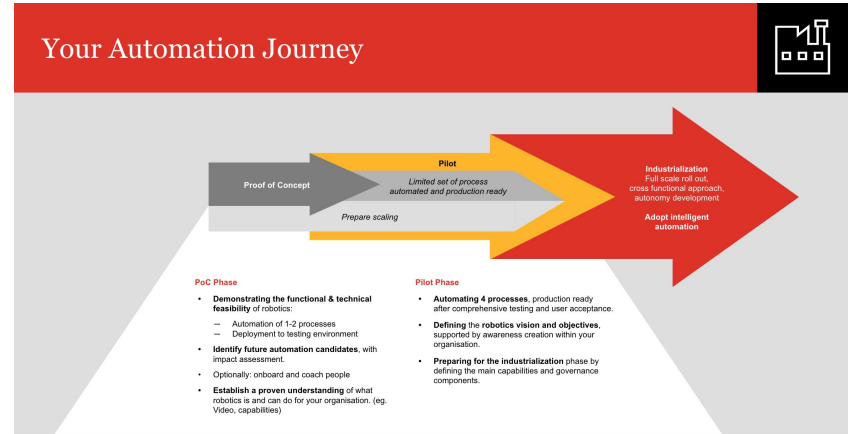 Your Automation Journey
Pilot
Proof of Concept
Limited set of process
automated and production ready
Prepare scaling
Industrialization
Full scale roll out,
cross functional approach,
autonomy development
Adopt intelligent
automation
PoC Phase
• Demonstrating the functional & technical
feasibility of robotics:
— Automation of 1-2 processes
— Deployment to testing environment
• Identify future automation candidates, with
impact assessment.
• Optionally: onboard and coach people
• Establish a proven understanding of what
robotics is and can do for your organisation. (eg.
Video, capabilities)
Pilot Phase
• Automating 4 processes, production ready
after comprehensive testing and user acceptance.
• Defining the robotics vision and objectives,
supported by awareness creation within your
organisation.
• Preparing for the industrialization phase by
defining the main capabilities and governance
components.